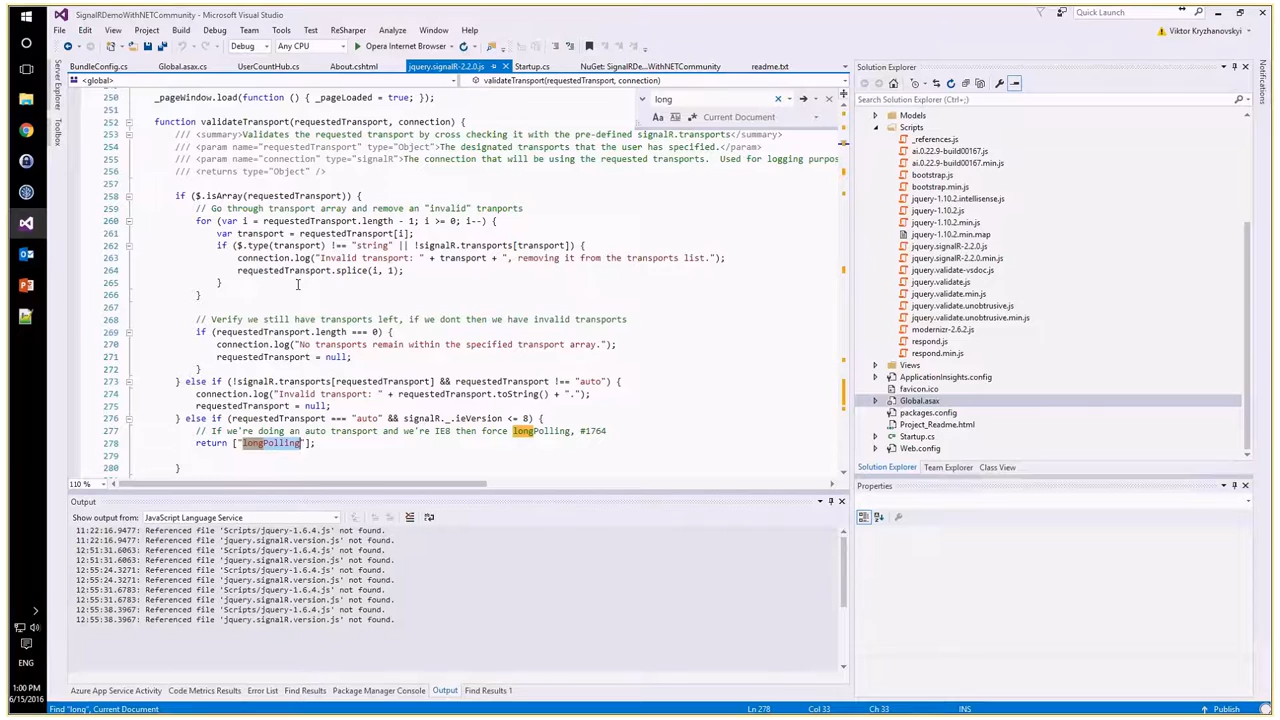 SignalRDemoWithNETCommunity - Microsoft Visual Studio
Quick Launch
File Edit View Project Build Debug Team Tools Test ReSharper Analyze Window Help
Viktor Kryzhanovskyi
Debug Any CPU Opera Internet Browser
BundleConfig.cs Global.asax.cs UserCountHub.cs About.cshtml jquery.signalR-2.2.0.js Startup.cs NuGet: SignalRDe...WithNETCommunity readme.txt
<global> validateTransport(requestedTransport, connection)
long
Aa Current Document
Server Explorer
Toolbox
250 _pageWindow.load(function () { _pageLoaded = true; });
251
252 function validateTransport(requestedTransport, connection) {
253 /// <summary>Validates the requested transport by cross checking it with the pre-defined signalR.transports</summary>
254 /// <param name="requestedTransport" type="Object">The designated transports that the user has specified.</param>
255 /// <param name="connection" type="signalR">The connection that will be using the requested transports.  Used for logging purpos
256 /// <returns type="Object" />
257
258 if ($.isArray(requestedTransport)) {
259 // Go through transport array and remove an "invalid" tranports
260 for (var i = requestedTransport.length - 1; i >= 0; i--) {
261 var transport = requestedTransport[i];
262 if ($.type(transport) !== "string" || !signalR.transports[transport]) {
263 connection.log("Invalid transport: " + transport + ", removing it from the transports list.");
264 requestedTransport.splice(i, 1);
265 }
266 }
267
268 // Verify we still have transports left, if we dont then we have invalid transports
269 if (requestedTransport.length === 0) {
270 connection.log("No transports remain within the specified transport array.");
271 requestedTransport = null;
272 }
273 } else if (!signalR.transports[requestedTransport] && requestedTransport !== "auto") {
274 connection.log("Invalid transport: " + requestedTransport.toString() + ".");
275 requestedTransport = null;
276 } else if (requestedTransport === "auto" && signalR._.ieVersion <= 8) {
277 // If we're doing an auto transport and we're IE8 then force longPolling, #1764
278 return ["longPolling"];
279
280 }
110 %
Output
Show output from: JavaScript Language Service
11:22:16.9477: Referenced file 'Scripts/jquery-1.6.4.js' not found.
11:22:16.9477: Referenced file 'jquery.signalR.version.js' not found.
12:51:31.6063: Referenced file 'Scripts/jquery-1.6.4.js' not found.
12:55:24.3271: Referenced file 'Scripts/jquery-1.6.4.js' not found.
12:55:24.3271: Referenced file 'jquery.signalR.version.js' not found.
12:55:31.6783: Referenced file 'Scripts/jquery-1.6.4.js' not found.
12:55:31.6783: Referenced file 'jquery.signalR.version.js' not found.
12:55:38.3967: Referenced file 'Scripts/jquery-1.6.4.js' not found.
12:55:38.3967: Referenced file 'jquery.signalR.version.js' not found.
Azure App Service Activity Code Metrics Results Error List Find Results Package Manager Console Output Find Results 1
Find "long", Current Document Ln 278 Col 33 Ch 33 INS Publish
Solution Explorer
Search Solution Explorer (Ctrl+;)
Models
Scripts
_references.js
ai.0.22.9-build00167.js
ai.0.22.9-build00167.min.js
bootstrap.js
bootstrap.min.js
jquery-1.10.2.intellisense.js
jquery-1.10.2.js
jquery-1.10.2.min.js
jquery-1.10.2.min.map
jquery.signalR-2.2.0.js
jquery.signalR-2.2.0.min.js
jquery.validate-vsdoc.js
jquery.validate.js
jquery.validate.min.js
jquery.validate.unobtrusive.js
jquery.validate.unobtrusive.min.js
modernizr-2.6.2.js
respond.js
respond.min.js
Views
ApplicationInsights.config
favicon.ico
Global.asax
packages.config
Project_Readme.html
Startup.cs
Web.config
Solution Explorer Team Explorer Class View
Properties
Notifications
ENG
1:00 PM
6/15/2016